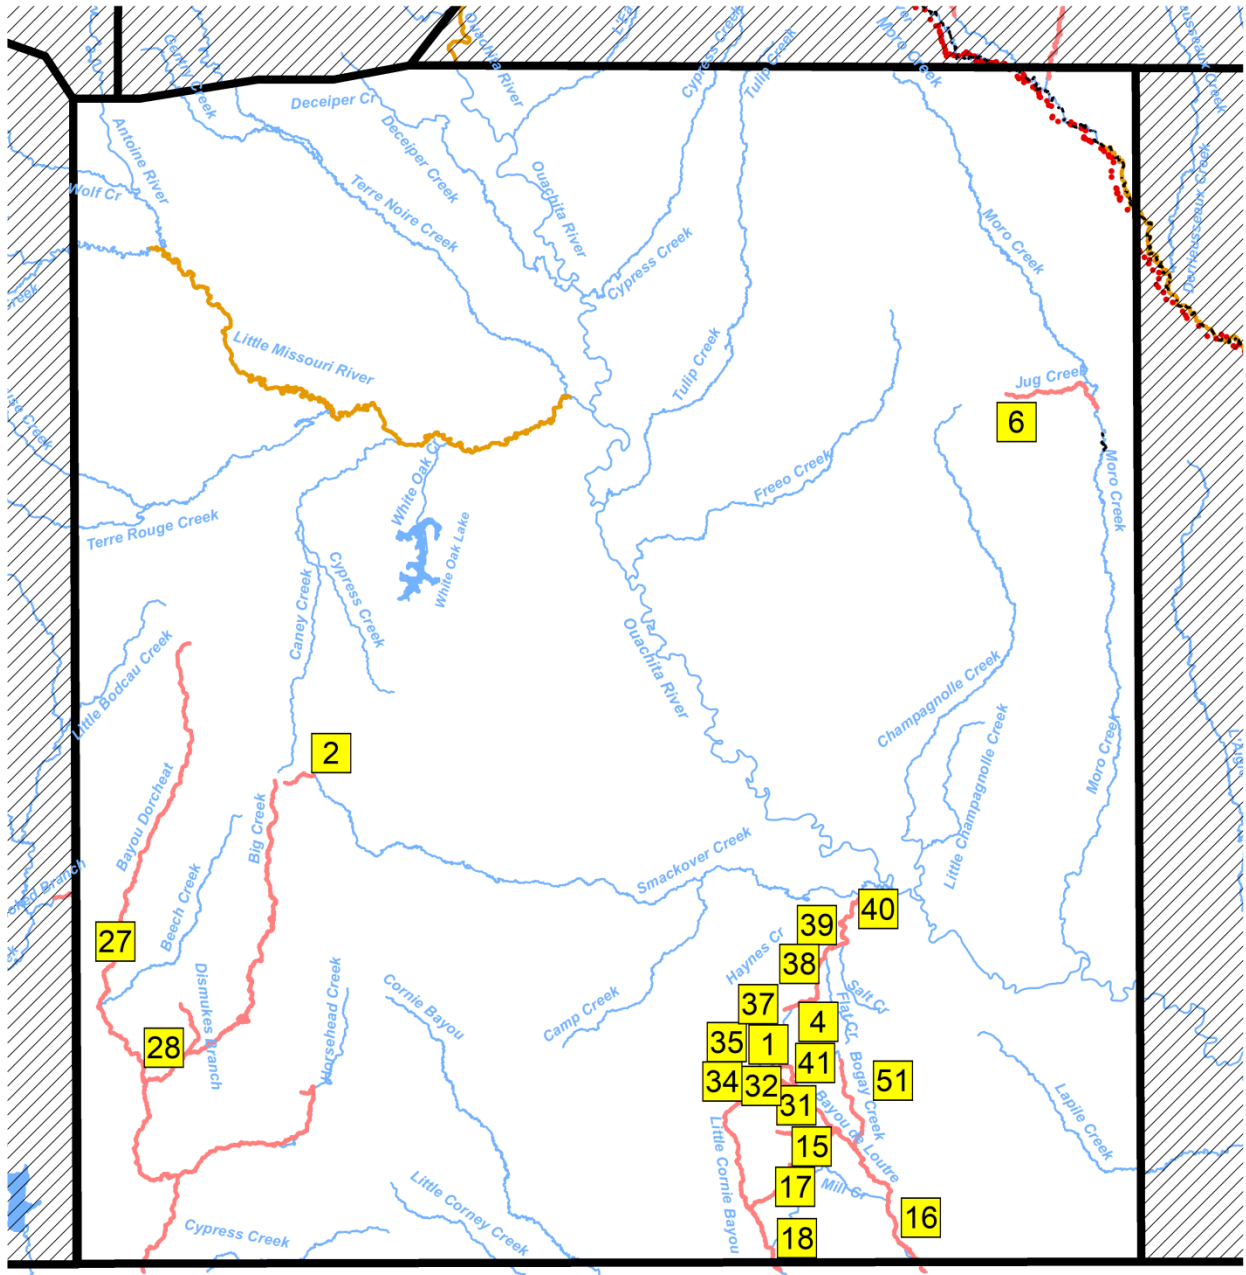 Ouachita River
Cypress Creek
Tulip Creek
Moro Creek
Gentry Creek
Deceiper Cr
Deceiper Creek
Antoine River
Wolf Cr
Terre Noire Creek
Ouachita River
Cypress Creek
Moro Creek
Derrieusseaux Creek
Little Missouri River
Tulip Creek
Jug Creek
6
White Oak Cr
Freeo Creek
Moro Creek
Terre Rouge Creek
White Oak Lake
Caney Creek
Cypress Creek
Little Bodcau Creek
Ouachita River
Champagnolle Creek
Little Champagnolle Creek
Moro Creek
2
Bayou Dorcheat
Big Creek
Smackover Creek
Beech Creek
27
40
39
38
Haynes Cr
Salt Cr
Flat Cr
Dismukes Branch
Horsehead Creek
Cornie Bayou
Camp Creek
37
4
28
35
1
41
51
34
32
31
Bogay Creek
Bayou de Loutre
Lapile Creek
15
Little Cornie Bayou
17
Mill Cr
16
18
Little Corney Creek
Cypress Creek